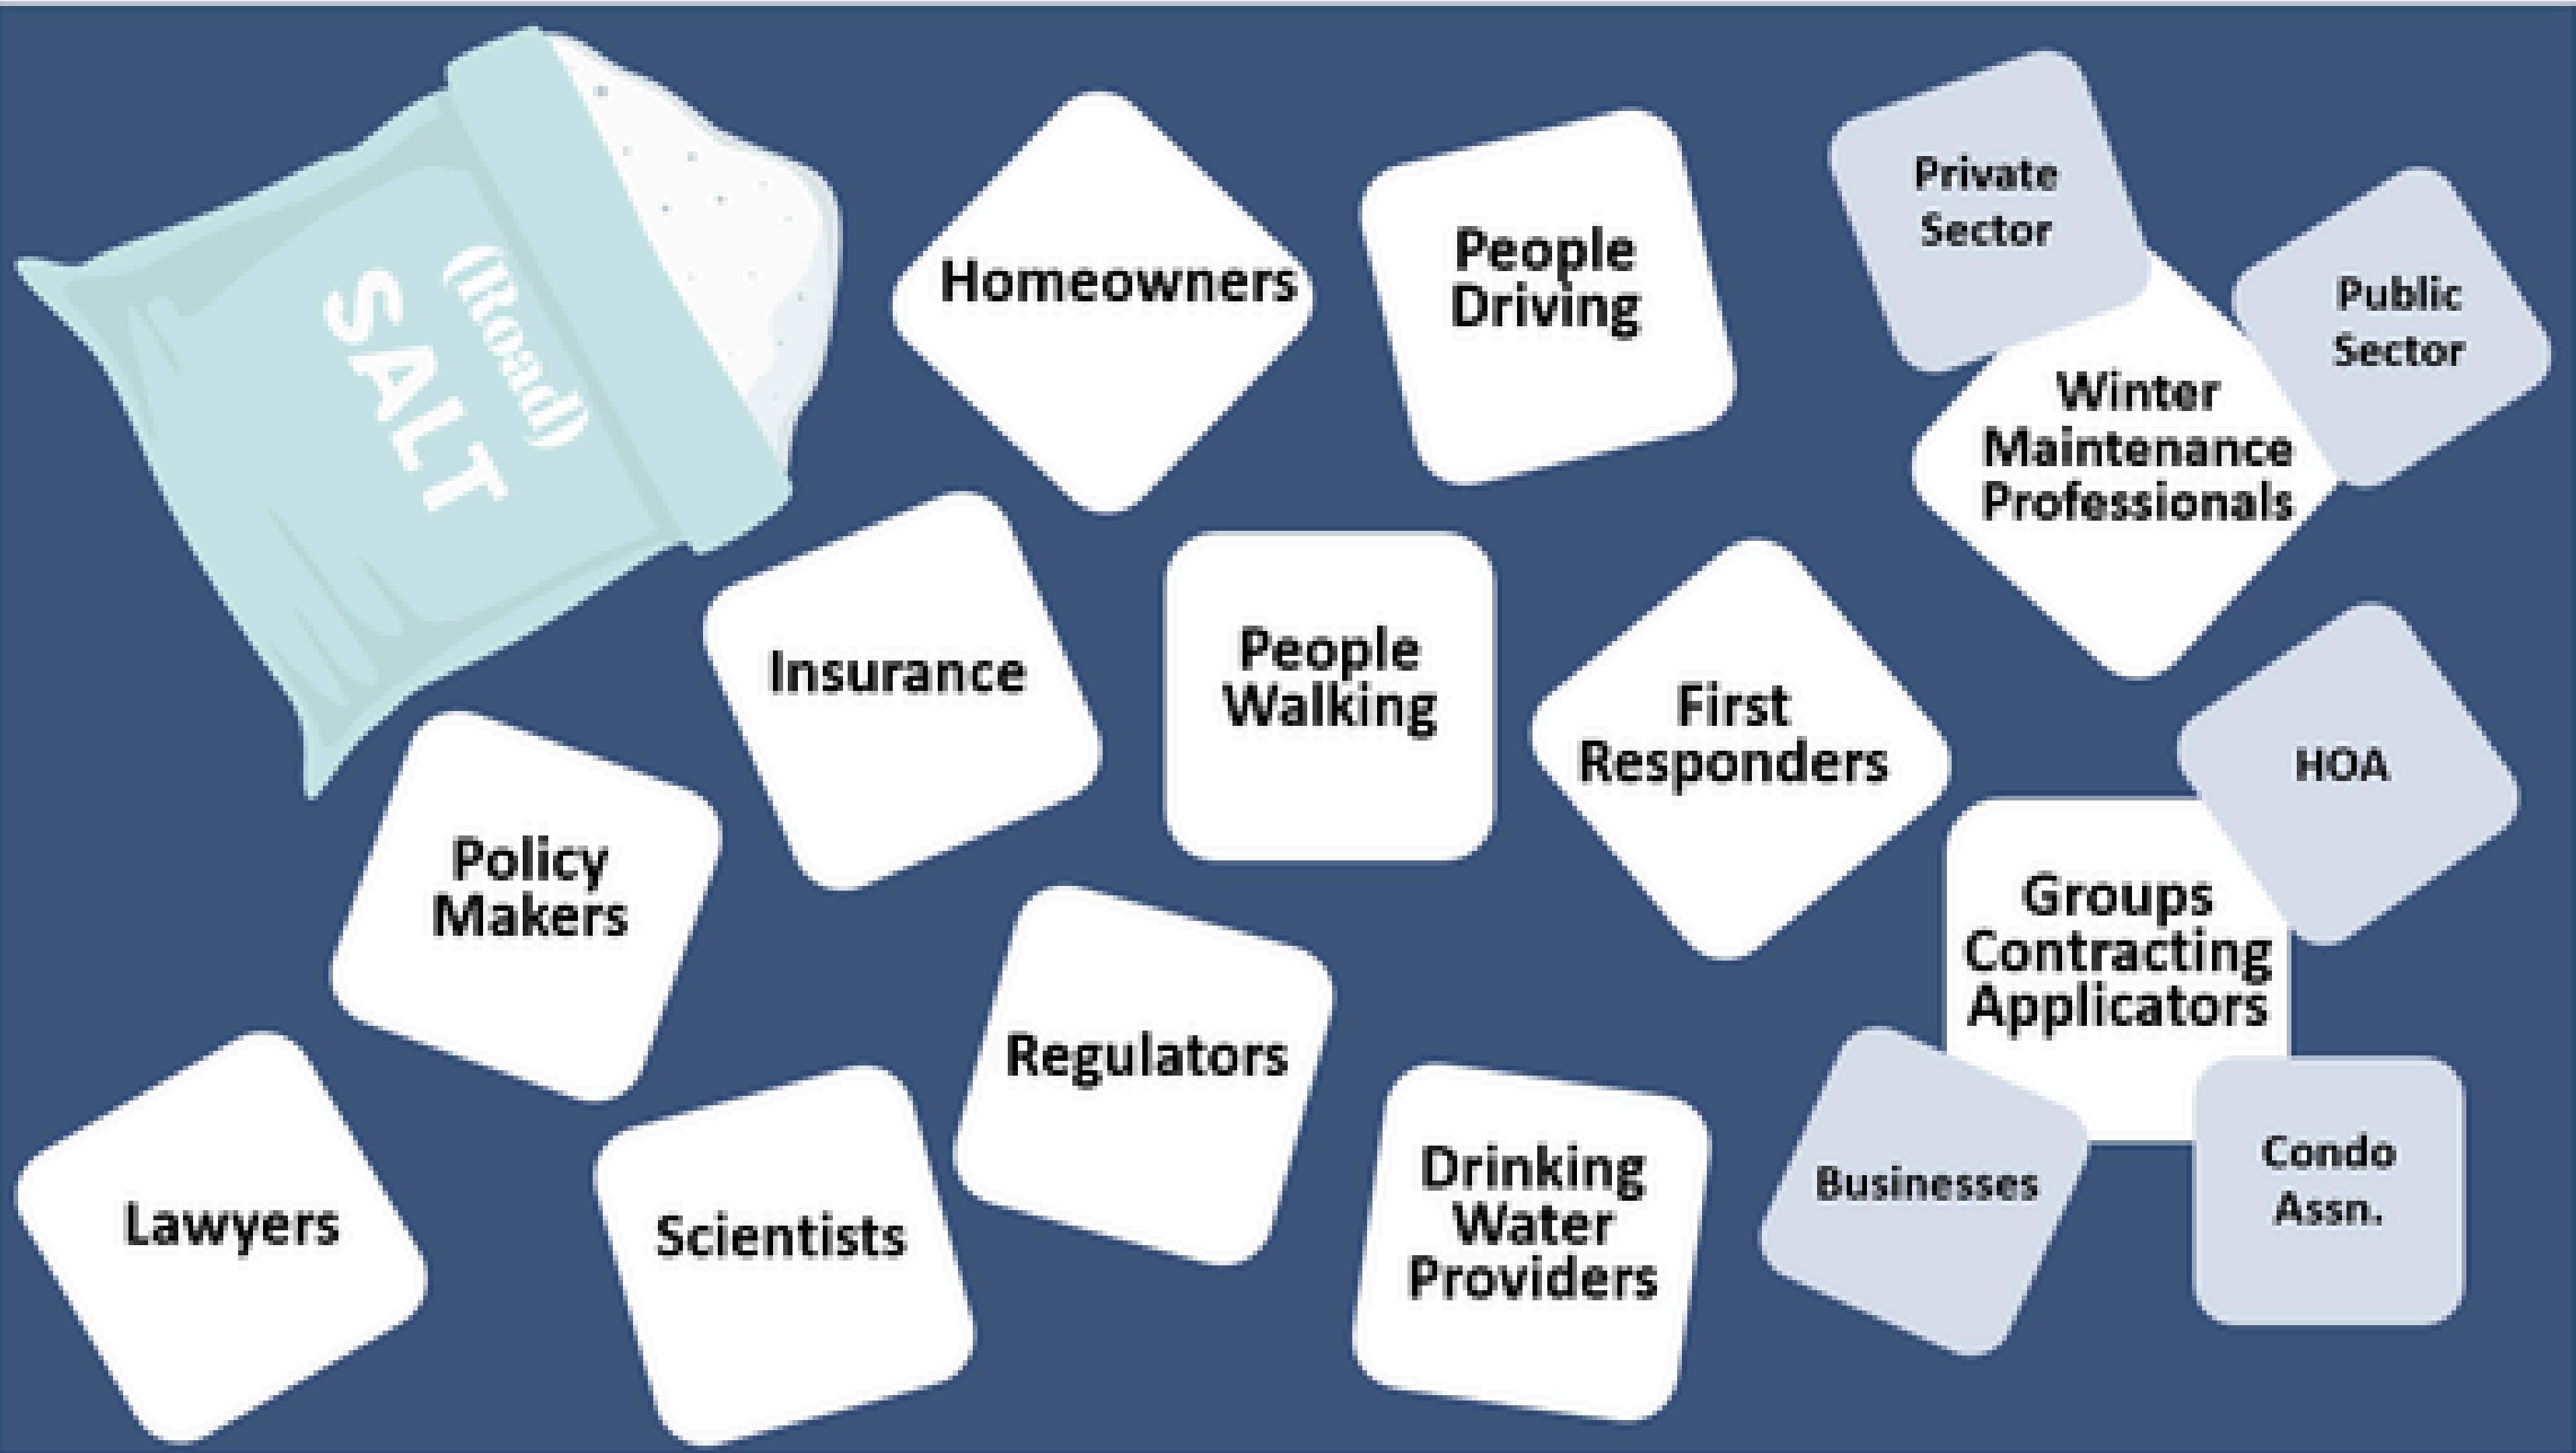 (Road)
SALT
Homeowners
People
Driving
Private
Sector
Public
Sector
Winter
Maintenance
Professionals
Insurance
People
Walking
First
Responders
HOA
Policy
Makers
Groups
Contracting
Applicators
Regulators
Lawyers
Scientists
Drinking
Water
Providers
Businesses
Condo
Assn.